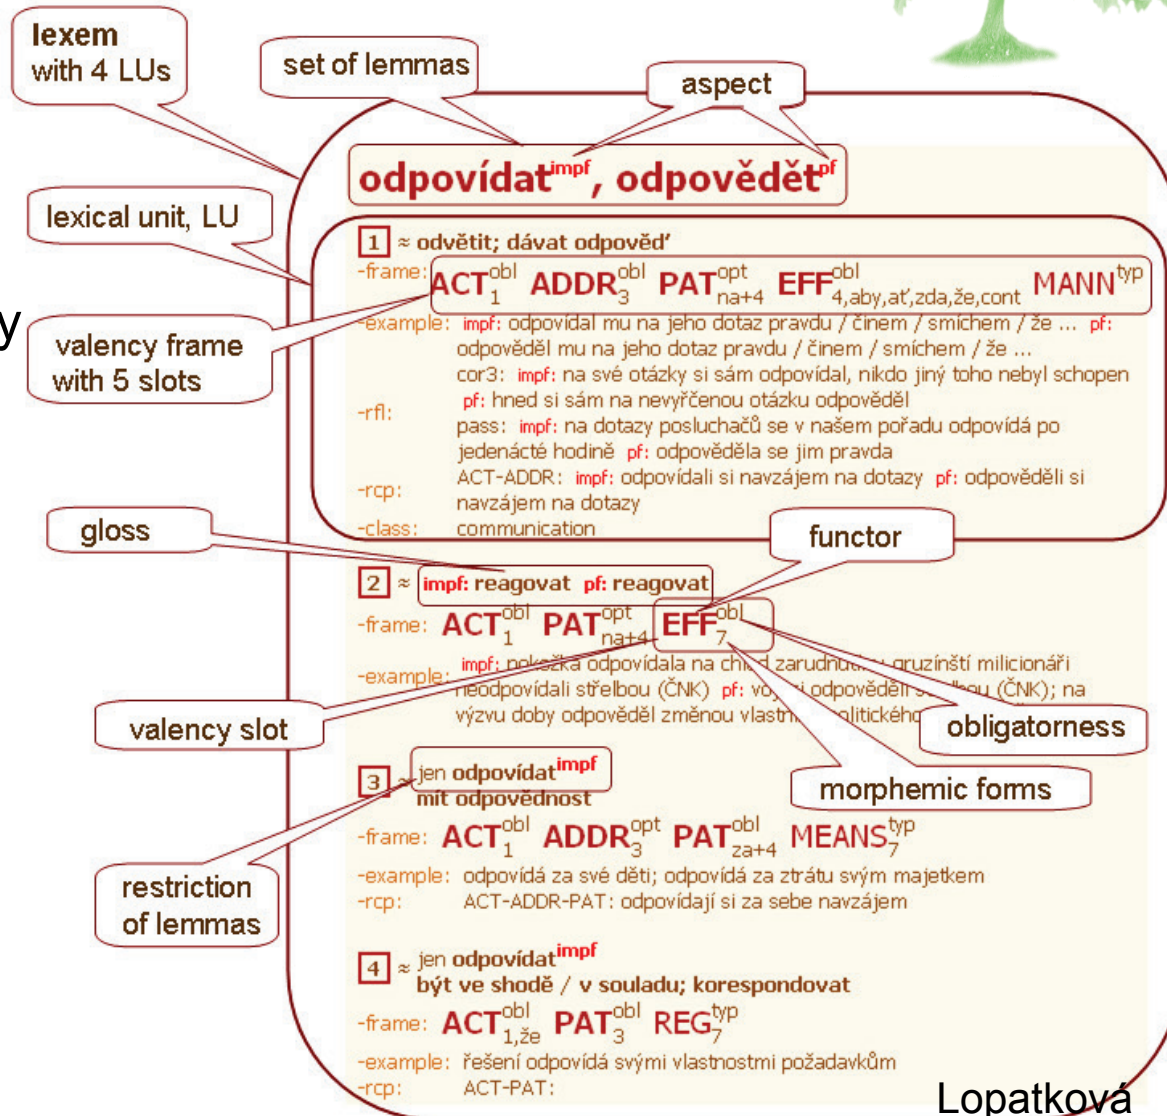 lexem
with 4 LUs
set of lemmas
aspect
odpovídat impf, odpovědět pf
lexical unit, LU
1 ≈ odvětit; dávat odpověď
-frame: ACT obl 1 ADDR obl 3 PAT opt na+4 EFF obl 4,aby,ať,zda,že,cont MANN typ
y
valency frame
with 5 slots
-example: impf: odpovídal mu na jeho dotaz pravdu / činem / smíchem / že ... pf:
odpověděl mu na jeho dotaz pravdu / činem / smíchem / že ...
cor3: impf: na své otázky si sám odpovídal, nikdo jiný toho nebyl schopen
-rfl: pf: hned si sám na nevyřčenou otázku odpověděl
pass: impf: na dotazy posluchačů se v našem pořadu odpovídá po
jedenácté hodině pf: odpověděla se jim pravda
-rcp: ACT-ADDR: impf: odpovídali si navzájem na dotazy pf: odpověděli si
navzájem na dotazy
-class: communication
gloss
functor
2 ≈ impf: reagovat pf: reagovat
-frame: ACT obl 1 PAT opt na+4 EFF obl 7
-example: impf: pokožka odpovídala na chlad gruzínští milicionáři
neodpovídali střelbou (ČNK) pf: odpověděli (ČNK); na
výzvu doby odpověděl změnou
valency slot
obligatorness
morphemic forms
3 ≈ jen odpovídat impf
mít odpovědnost
-frame: ACT obl 1 ADDR opt 3 PAT obl za+4 MEANS typ 7
-example: odpovídá za své děti; odpovídá za ztrátu svým majetkem
-rcp: ACT-ADDR-PAT: odpovídají si za sebe navzájem
restriction
of lemmas
4 ≈ jen odpovídat impf
být ve shodě / v souladu; korespondovat
-frame: ACT obl 1,že PAT obl 3 REG typ 7
-example: řešení odpovídá svými vlastnostmi požadavkům
-rcp: ACT-PAT:
Lopatková